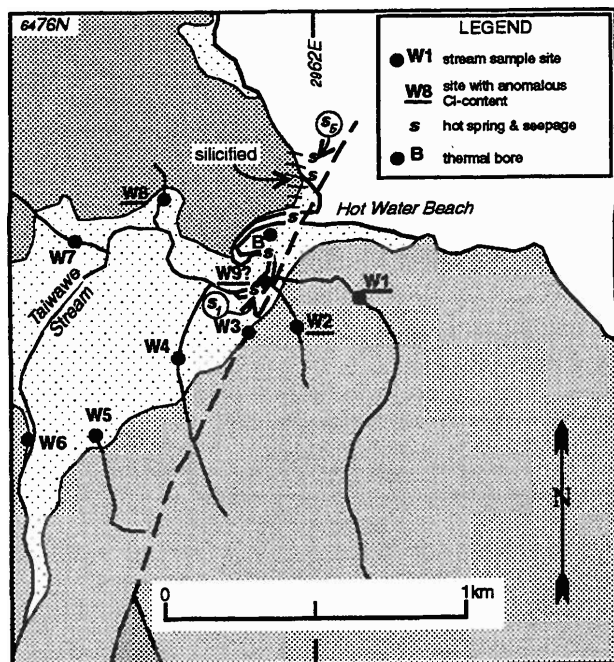 6476N
2962E
LEGEND
W1 stream sample site
W8 site with anomalous
Cl-content
s hot spring & seepage
B thermal bore
S5
silicified
s
s
s
Hot Water Beach
W8
B
W7
s
W9?
s
W1
S1
W3
W2
Taiwawe
Stream
W4
W5
W6
N
0
1km